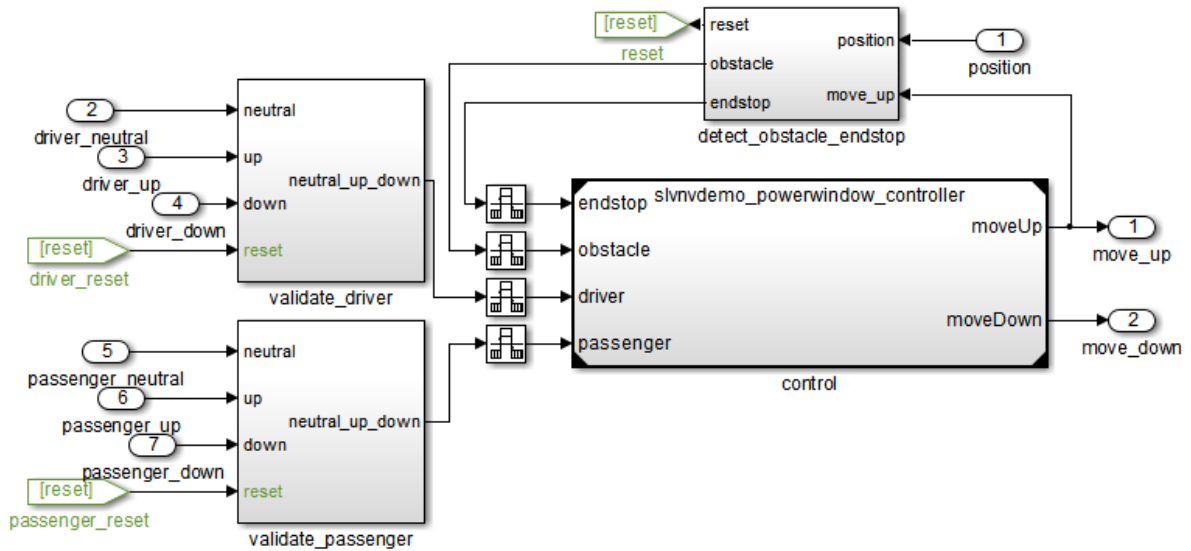 [reset]
reset
reset
obstacle
endstop
position
move_up
detect_obstacle_endstop
1
position
2
driver_neutral
3
driver_up
4
driver_down
[reset]
driver_reset
neutral
up
down
reset
neutral_up_down
validate_driver
slvnvdemo_powerwindow_controller
endstop
obstacle
driver
passenger
moveUp
moveDown
control
1
move_up
2
move_down
5
passenger_neutral
6
passenger_up
7
passenger_down
[reset]
passenger_reset
neutral
up
down
reset
neutral_up_down
validate_passenger